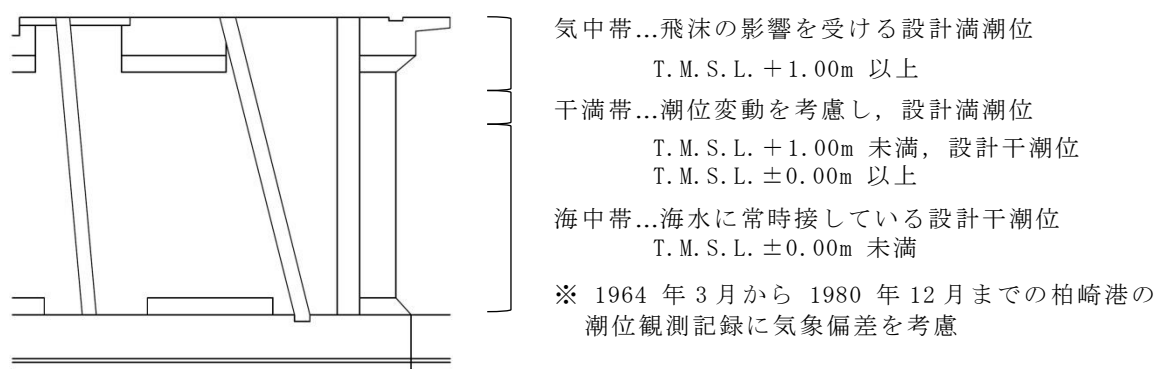 気中帯…飛沫の影響を受ける設計満潮位
T.M.S.L.＋1.00m 以上
干満帯…潮位変動を考慮し，設計満潮位
T.M.S.L.＋1.00m 未満，設計干潮位
T.M.S.L.±0.00m 以上
海中帯…海水に常時接している設計干潮位
T.M.S.L.±0.00m 未満
※ 1964 年 3 月から 1980 年 12 月までの柏崎港の
潮位観測記録に気象偏差を考慮